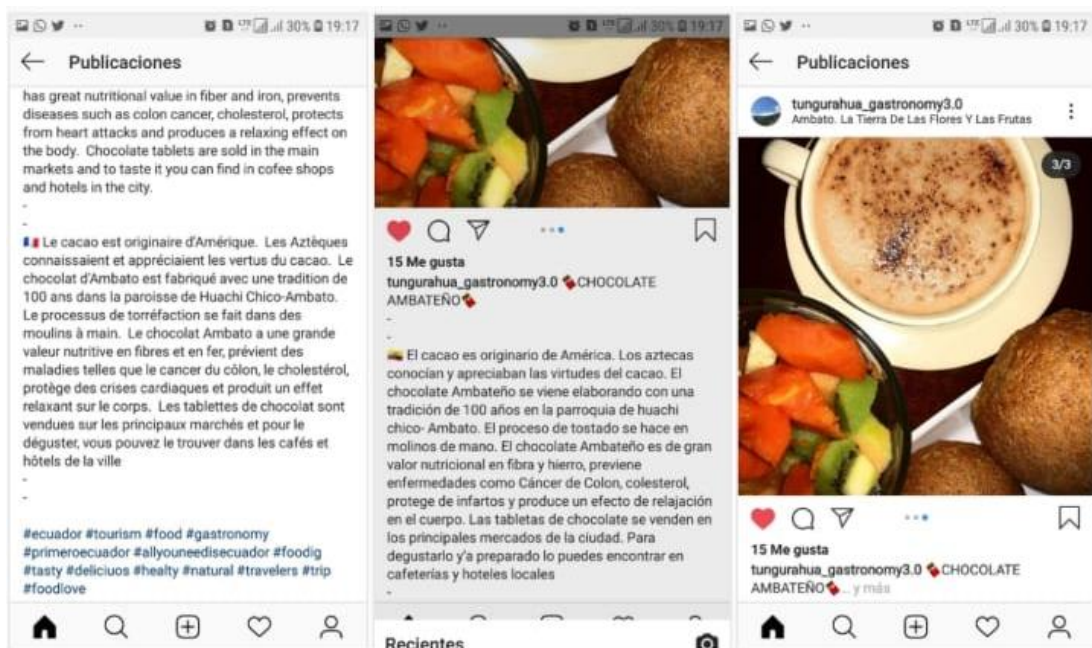 30% 19:17
Publicaciones
has great nutritional value in fiber and iron, prevents
diseases such as colon cancer, cholesterol, protects
from heart attacks and produces a relaxing effect on
the body. Chocolate tablets are sold in the main
markets and to taste it you can find in cofee shops
and hotels in the city.
-
-
Le cacao est originaire d'Amérique. Les Aztèques
connaissaient et appréciaient les vertus du cacao. Le
chocolat d'Ambato est fabriqué avec une tradition de
100 ans dans la paroisse de Huachi Chico-Ambato.
Le processus de torréfaction se fait dans des
moulins à main. Le chocolat Ambato a une grande
valeur nutritive en fibres et en fer, prévient des
maladies telles que le cancer du côlon, le cholestérol,
protège des crises cardiaques et produit un effet
relaxant sur le corps. Les tablettes de chocolat sont
vendues sur les principaux marchés et pour le
déguster, vous pouvez le trouver dans les cafés et
hôtels de la ville
-
-
#ecuador #tourism #food #gastronomy
#primeroecuador #allyouneedisecuador #foodig
#tasty #deliciuos #healty #natural #travelers #trip
#foodlove
30% 19:17
15 Me gusta
tungurahua_gastronomy3.0 CHOCOLATE
AMBATEÑO
-
-
El cacao es originario de América. Los aztecas
conocían y apreciaban las virtudes del cacao. El
chocolate Ambateño se viene elaborando con una
tradición de 100 años en la parroquia de huachi
chico- Ambato. El proceso de tostado se hace en
molinos de mano. El chocolate Ambateño es de gran
valor nutricional en fibra y hierro, previene
enfermedades como Cáncer de Colon, colesterol,
protege de infartos y produce un efecto de relajación
en el cuerpo. Las tabletas de chocolate se venden en
los principales mercados de la ciudad. Para
degustarlo y'a preparado lo puedes encontrar en
cafeterías y hoteles locales
-
Recientes
30% 19:17
Publicaciones
tungurahua_gastronomy3.0
Ambato. La Tierra De Las Flores Y Las Frutas
3/3
15 Me gusta
tungurahua_gastronomy3.0 CHOCOLATE
AMBATEÑO... y más